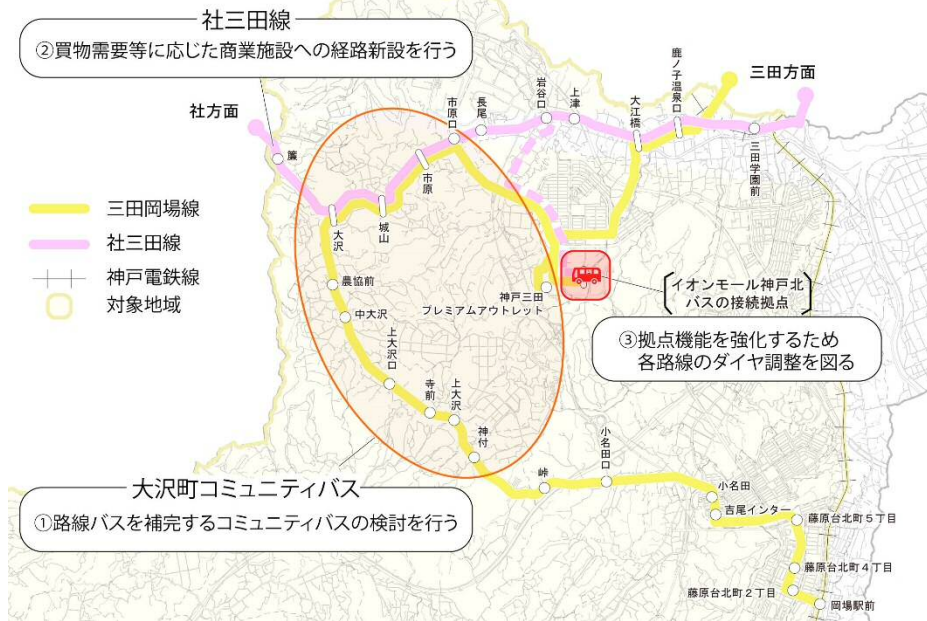 社三田線
②買物需要等に応じた商業施設への経路新設を行う
社方面
三田方面
簾
大沢
城山
市原
市原口
長尾
岩谷口
上津
大江橋
鹿ノ子温泉口
三田学園前
三田岡場線
社三田線
神戸電鉄線
対象地域
農協前
中大沢
上大沢口
寺前
上大沢
神付
神戸三田
プレミアムアウトレット
イオンモール神戸北
バスの接続拠点
③拠点機能を強化するため
各路線のダイヤ調整を図る
大沢町コミュニティバス
①路線バスを補完するコミュニティバスの検討を行う
峠
小名田口
小名田
吉尾インター
藤原台北町5丁目
藤原台北町4丁目
藤原台北町2丁目
岡場駅前